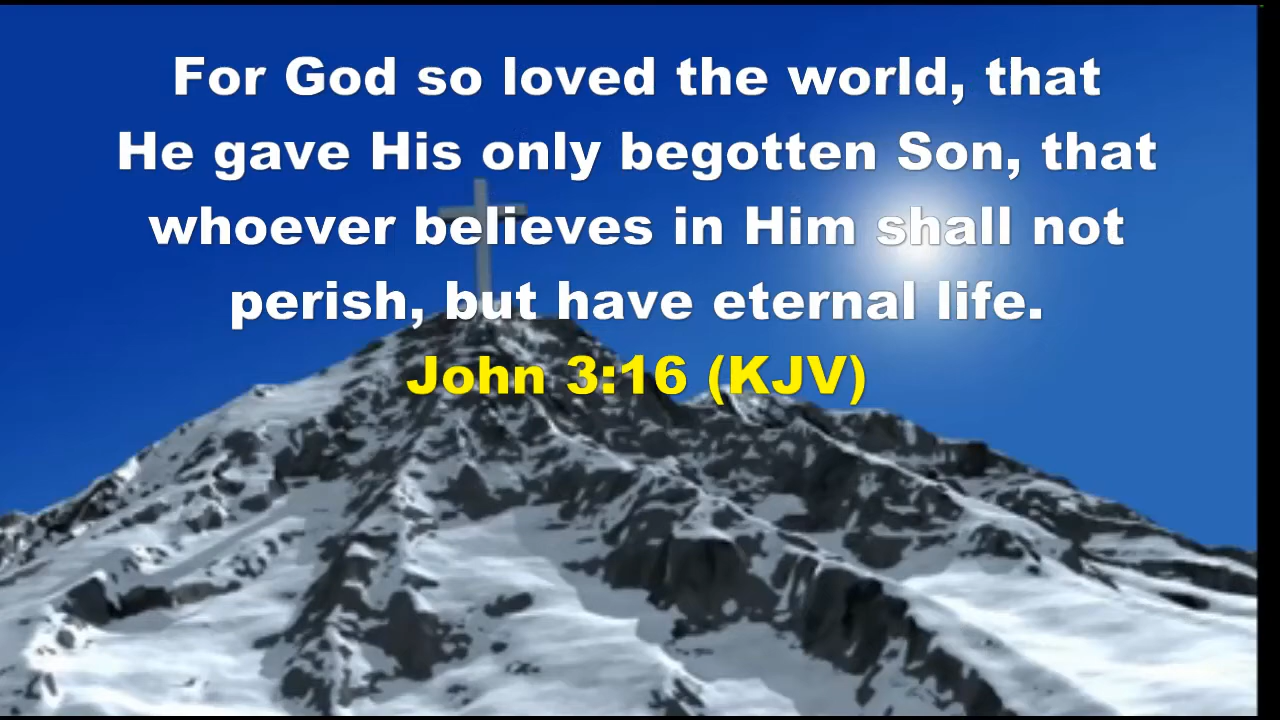 For God so loved the world, that
He gave His only begotten Son, that
whoever believes in Him shall not
perish, but have eternal life.
John 3:16 (KJV)